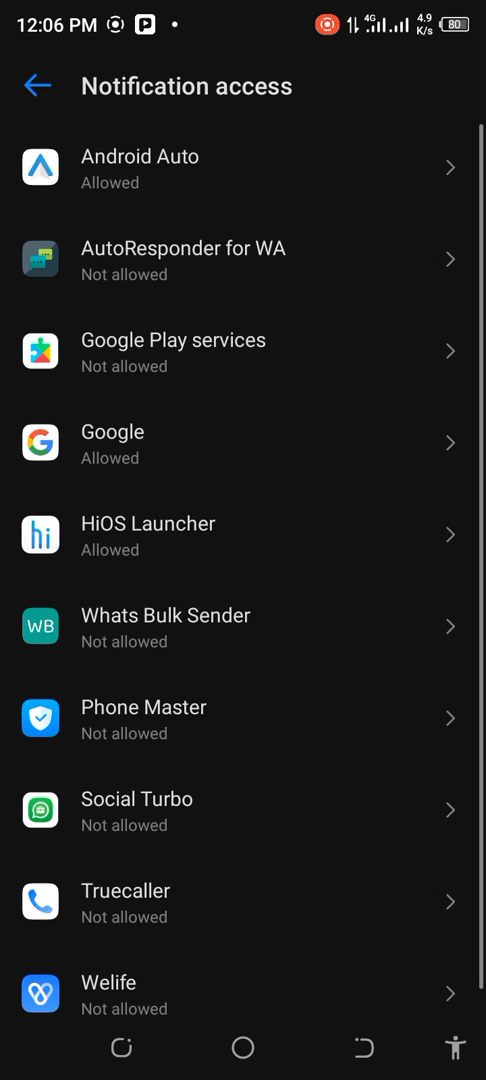 12:06 PM
4G
4.9
K/s
80
Notification access
Android Auto
Allowed
AutoResponder for WA
Not allowed
Google Play services
Not allowed
Google
Allowed
hi
HiOS Launcher
Allowed
WB
Whats Bulk Sender
Not allowed
Phone Master
Not allowed
Social Turbo
Not allowed
Truecaller
Not allowed
Welife
Not allowed